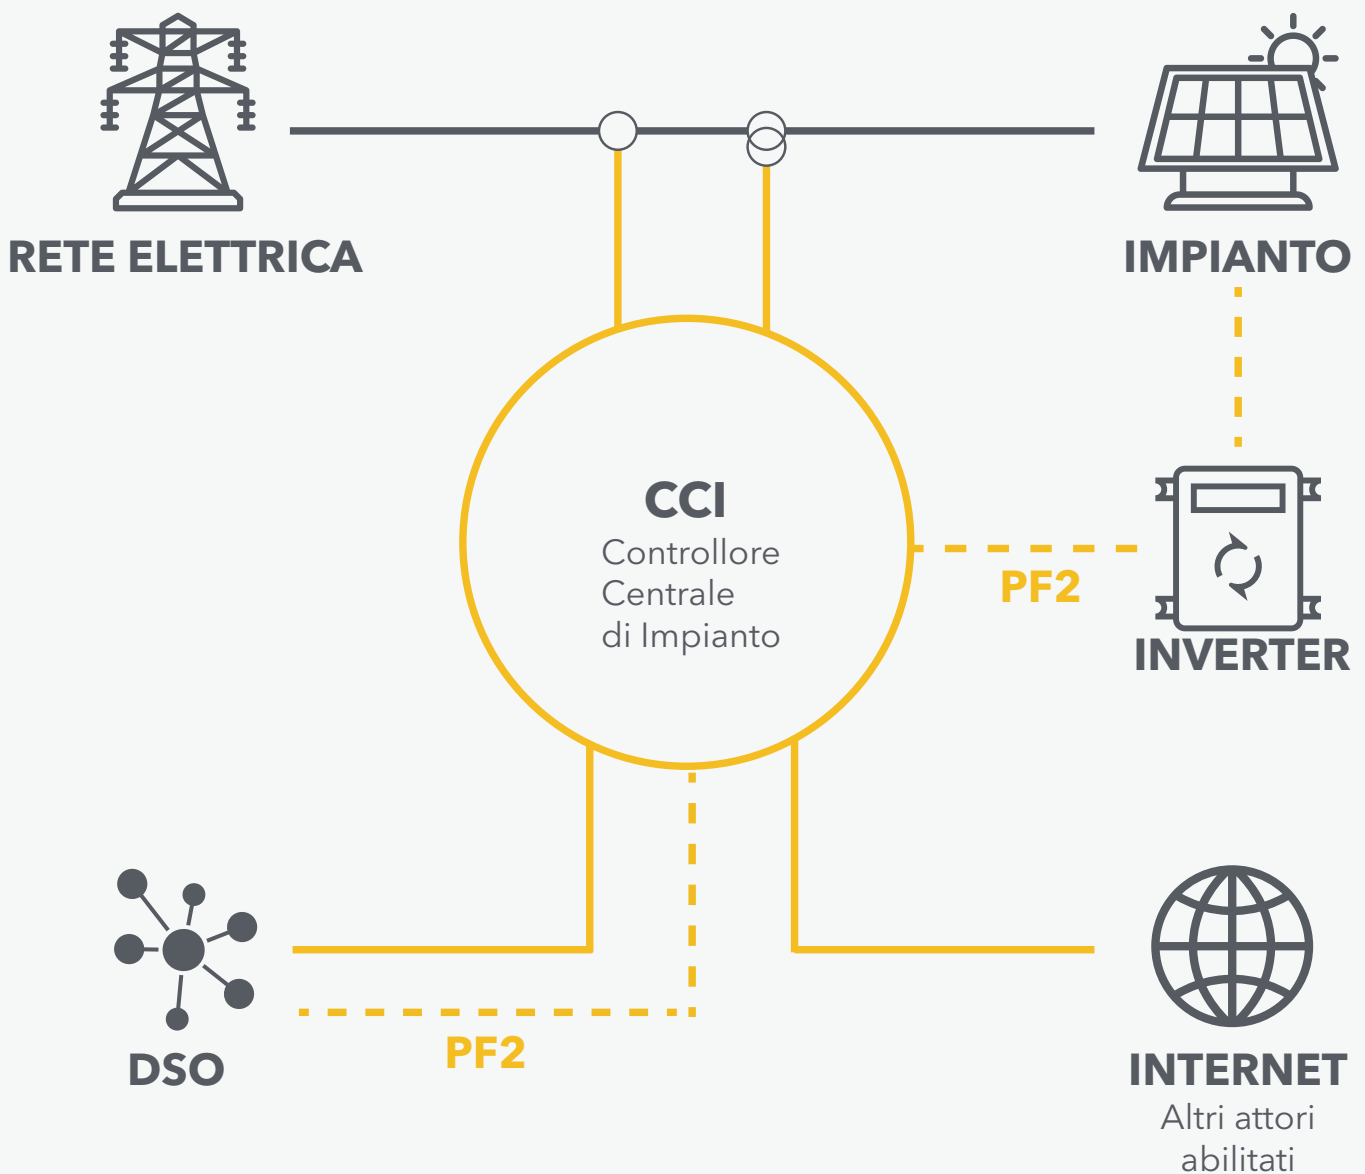 RETE ELETTRICA
IMPIANTO
CCI
Controllore
Centrale
di Impianto
PF2
INVERTER
PF2
DSO
INTERNET
Altri attori
abilitati